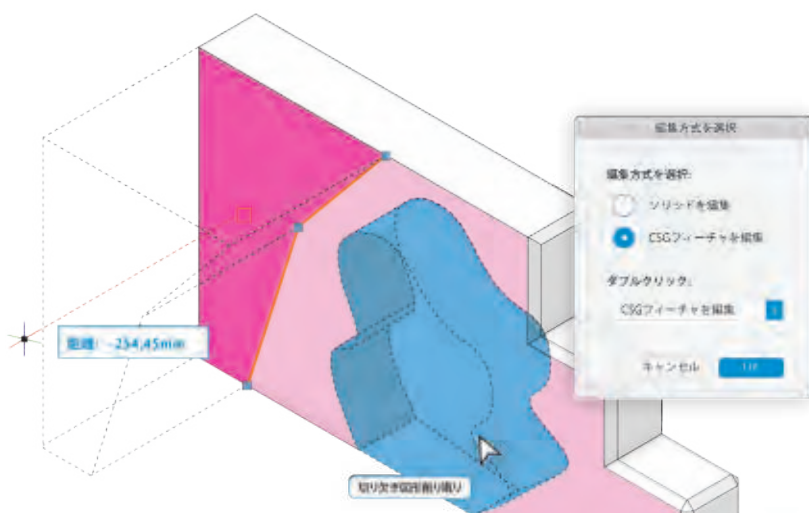 編集方式を選択
編集方式を選択:
ソリッドを編集
CSGフィーチャを編集
ダブルクリック:
CSGフィーチャを編集
キャンセル
OK
距離: -254.45mm
切り欠き図形削り取り